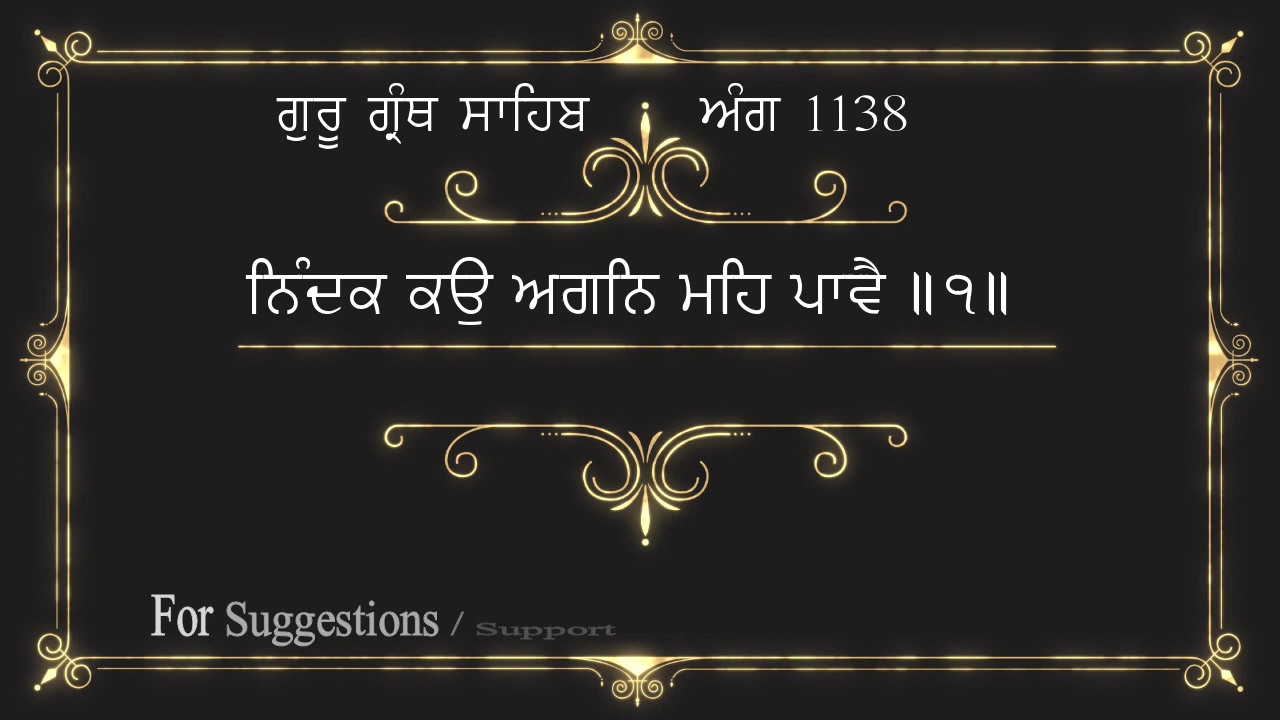 ਗੁਰੂ ਗ੍ਰੰਥ ਸਾਹਿਬ ਅੰਗ 1138
ਨਿੰਦਕ ਕਉ ਅਗਨਿ ਮਹਿ ਪਾਵੈ ॥੧॥
For Suggestions / Support